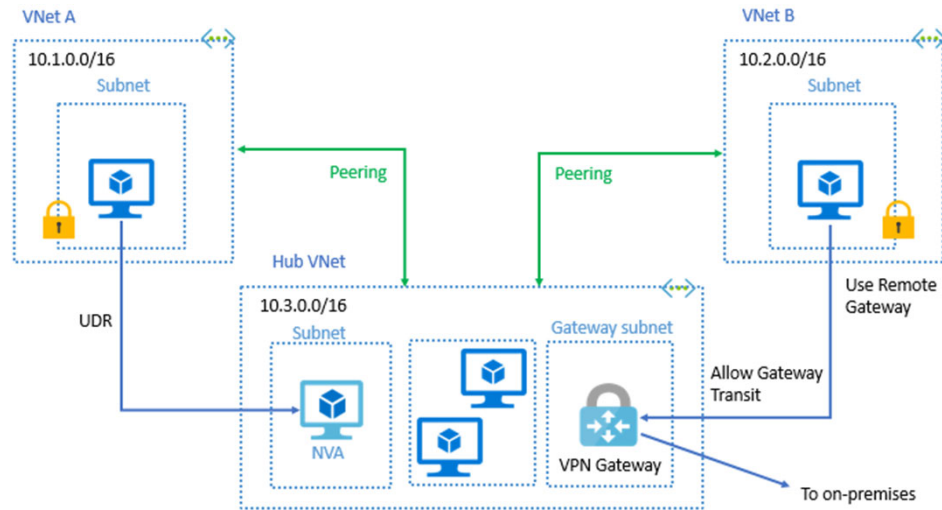 VNet A
VNet B
10.1.0.0/16
10.2.0.0/16
Subnet
Subnet
Peering
Peering
Hub VNet
Use Remote
Gateway
10.3.0.0/16
UDR
Subnet
Gateway subnet
Allow Gateway
Transit
NVA
VPN Gateway
To on-premises